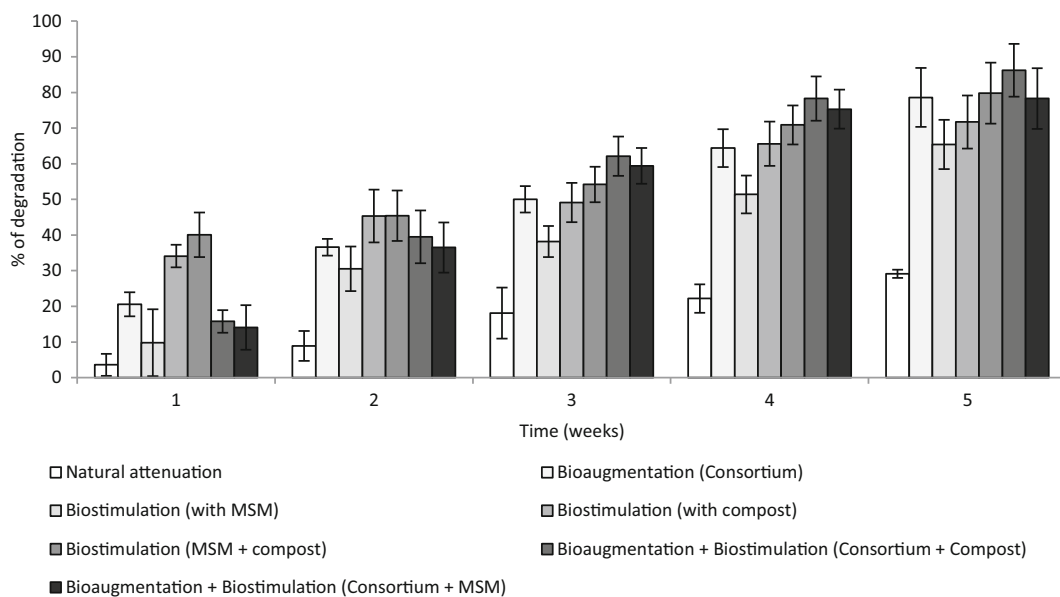 100
90
80
70
60
50
40
30
20
10
0
% of degradation
1 2 3 4 5
Time (weeks)
Natural attenuation
Bioaugmentation (Consortium)
Biostimulation (with MSM)
Biostimulation (with compost)
Biostimulation (MSM + compost)
Bioaugmentation + Biostimulation (Consortium + Compost)
Bioaugmentation + Biostimulation (Consortium + MSM)